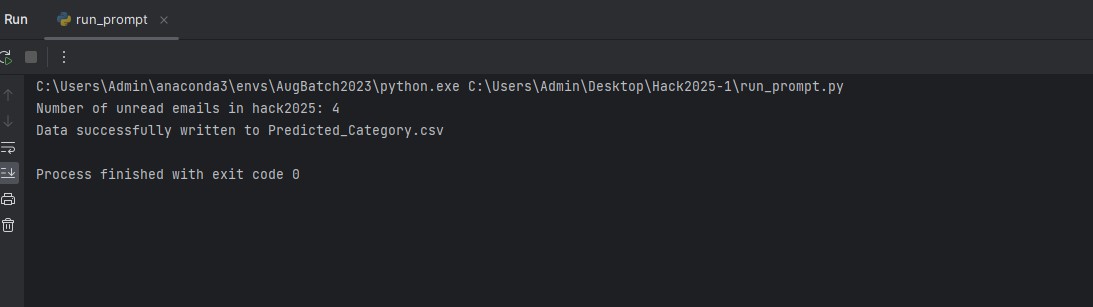 Run
run_prompt
C:\Users\Admin\anaconda3\envs\AugBatch2023\python.exe C:\Users\Admin\Desktop\Hack2025-1\run_prompt.py
Number of unread emails in hack2025: 4
Data successfully written to Predicted_Category.csv
Process finished with exit code 0